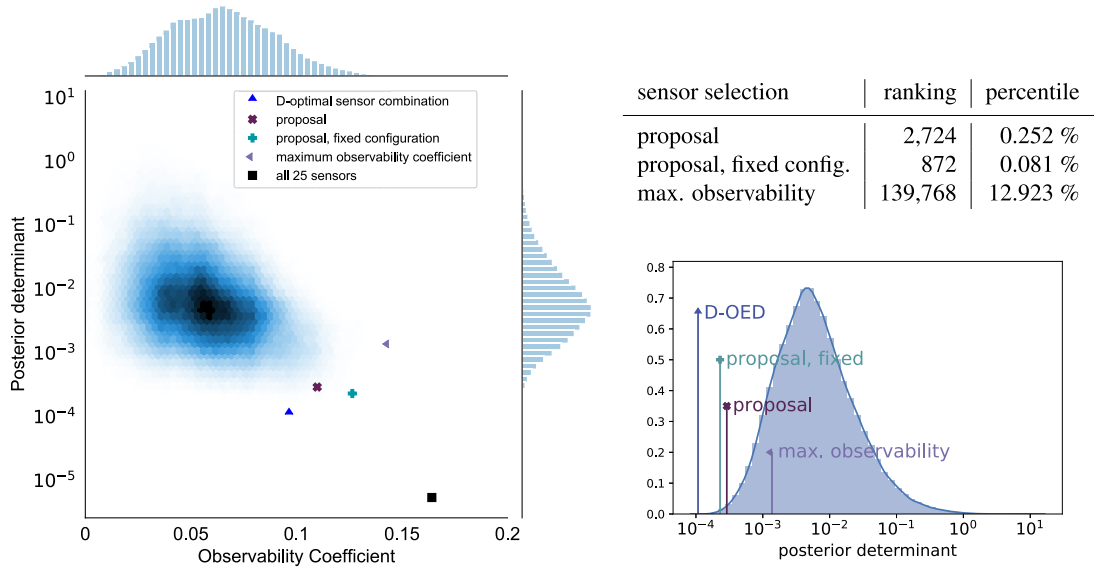 D-optimal sensor combination
proposal
proposal, fixed configuration
maximum observability coefficient
all 25 sensors
10^1
10^0
10^-1
10^-2
10^-3
10^-4
10^-5
Posterior determinant
0 0.05 0.1 0.15 0.2
Observability Coefficient
sensor selection ranking percentile
proposal 2,724 0.252 %
proposal, fixed config. 872 0.081 %
max. observability 139,768 12.923 %
0.8
0.7
0.6
0.5
0.4
0.3
0.2
0.1
0.0
D-OED
proposal, fixed
proposal
max. observability
10^-4 10^-3 10^-2 10^-1 10^0 10^1
posterior determinant